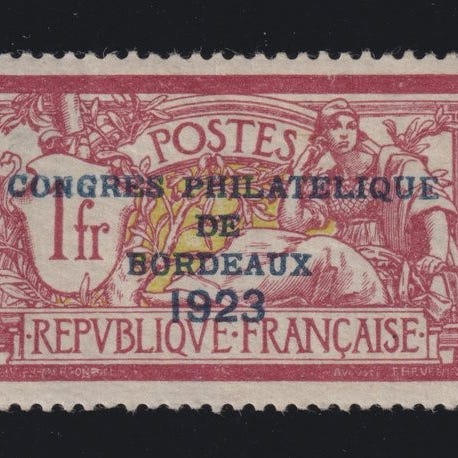 POSTES
CONGRES PHILATELIQUE
1fr
DE
BORDEAUX
1923
·REPVBLIQVE·FRANÇAISE·